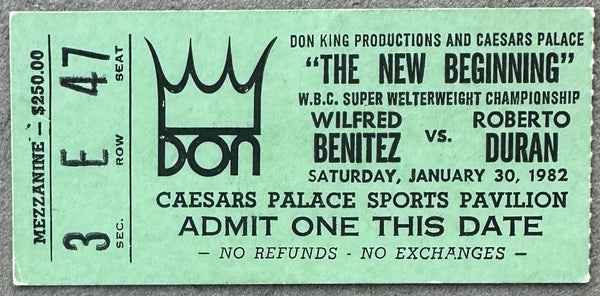 MEZZANINE — $250.00
3 E 47
SEC. ROW SEAT
DON
DON KING PRODUCTIONS AND CAESARS PALACE
"THE NEW BEGINNING"
W.B.C. SUPER WELTERWEIGHT CHAMPIONSHIP
WILFRED BENITEZ vs. ROBERTO DURAN
SATURDAY, JANUARY 30, 1982
CAESARS PALACE SPORTS PAVILION
ADMIT ONE THIS DATE
— NO REFUNDS - NO EXCHANGES —